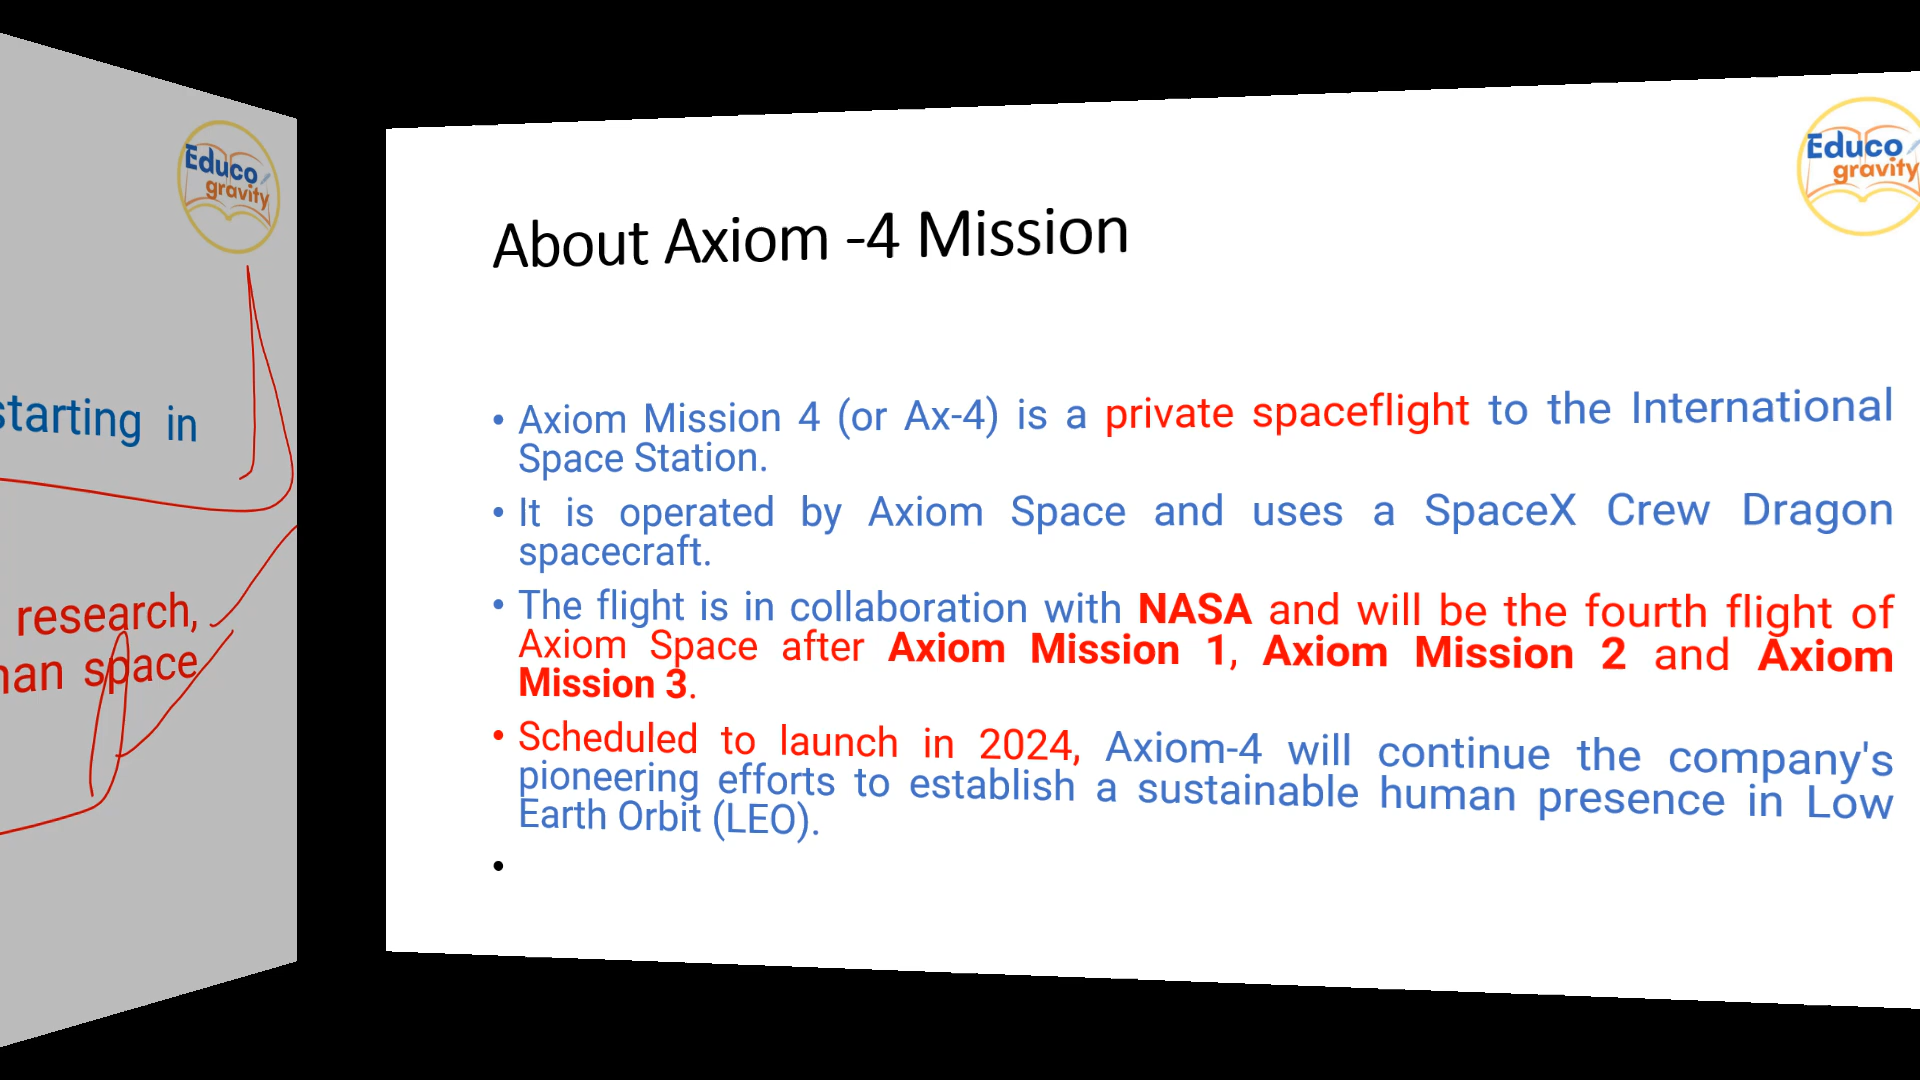 Educo
gravity
starting in
research,
space
Educo
gravity
About Axiom -4 Mission
• Axiom Mission 4 (or Ax-4) is a private spaceflight to the International
Space Station.
• It is operated by Axiom Space and uses a SpaceX Crew Dragon
spacecraft.
• The flight is in collaboration with NASA and will be the fourth flight of
Axiom Space after Axiom Mission 1, Axiom Mission 2 and Axiom
Mission 3.
• Scheduled to launch in 2024, Axiom-4 will continue the company's
pioneering efforts to establish a sustainable human presence in Low
Earth Orbit (LEO).
•